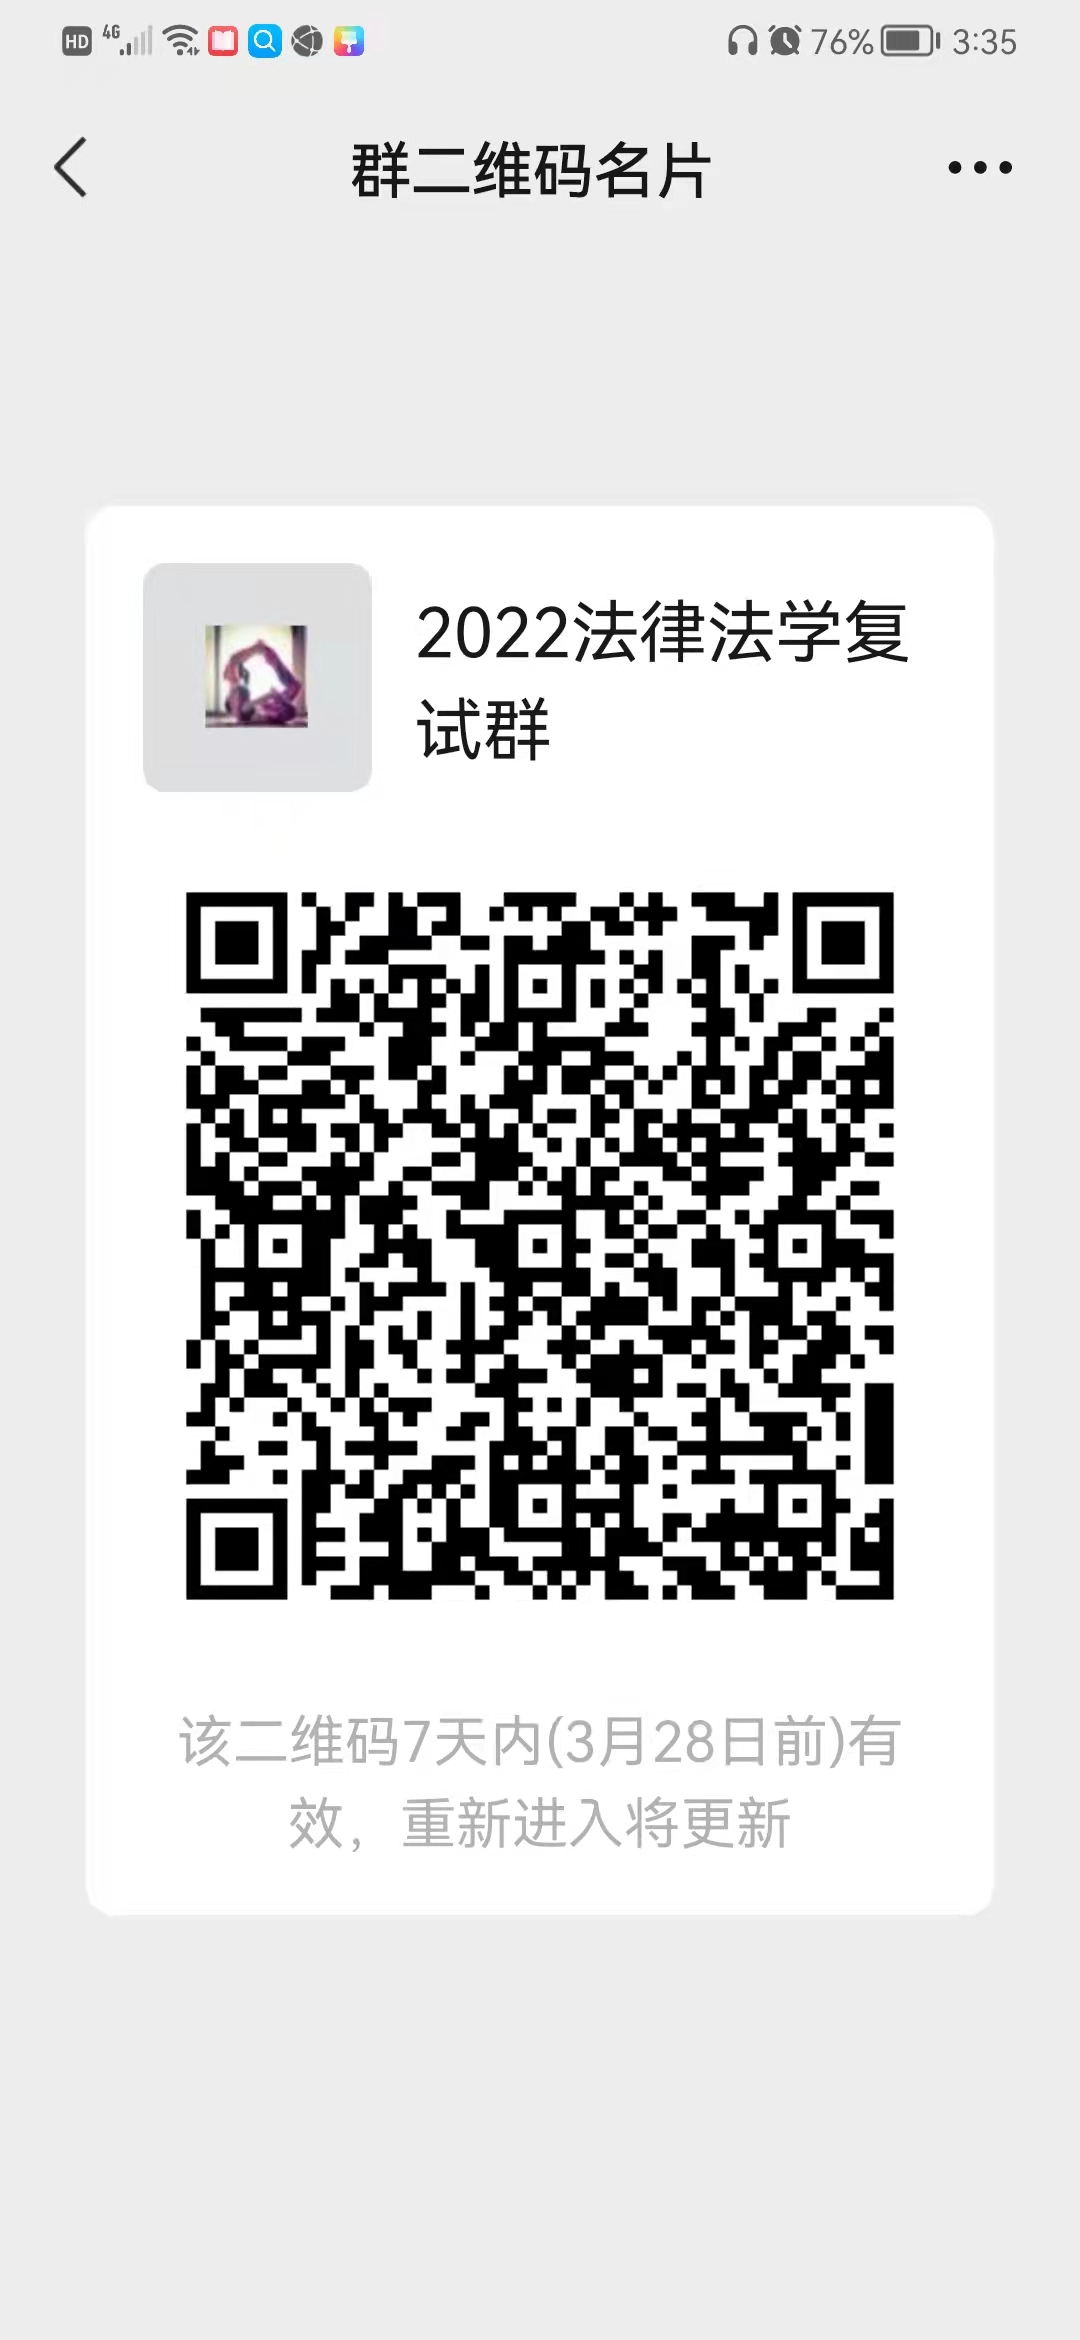 HD 4G 76% 3:35
群二维码名片
2022法律法学复
试群
该二维码7天内(3月28日前)有
效，重新进入将更新